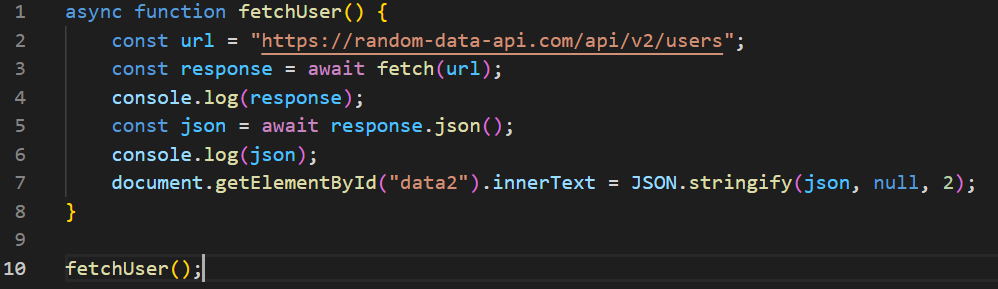 1 async function fetchUser() {
2     const url = "https://random-data-api.com/api/v2/users";
3     const response = await fetch(url);
4     console.log(response);
5     const json = await response.json();
6     console.log(json);
7     document.getElementById("data2").innerText = JSON.stringify(json, null, 2);
8 }
9
10 fetchUser();